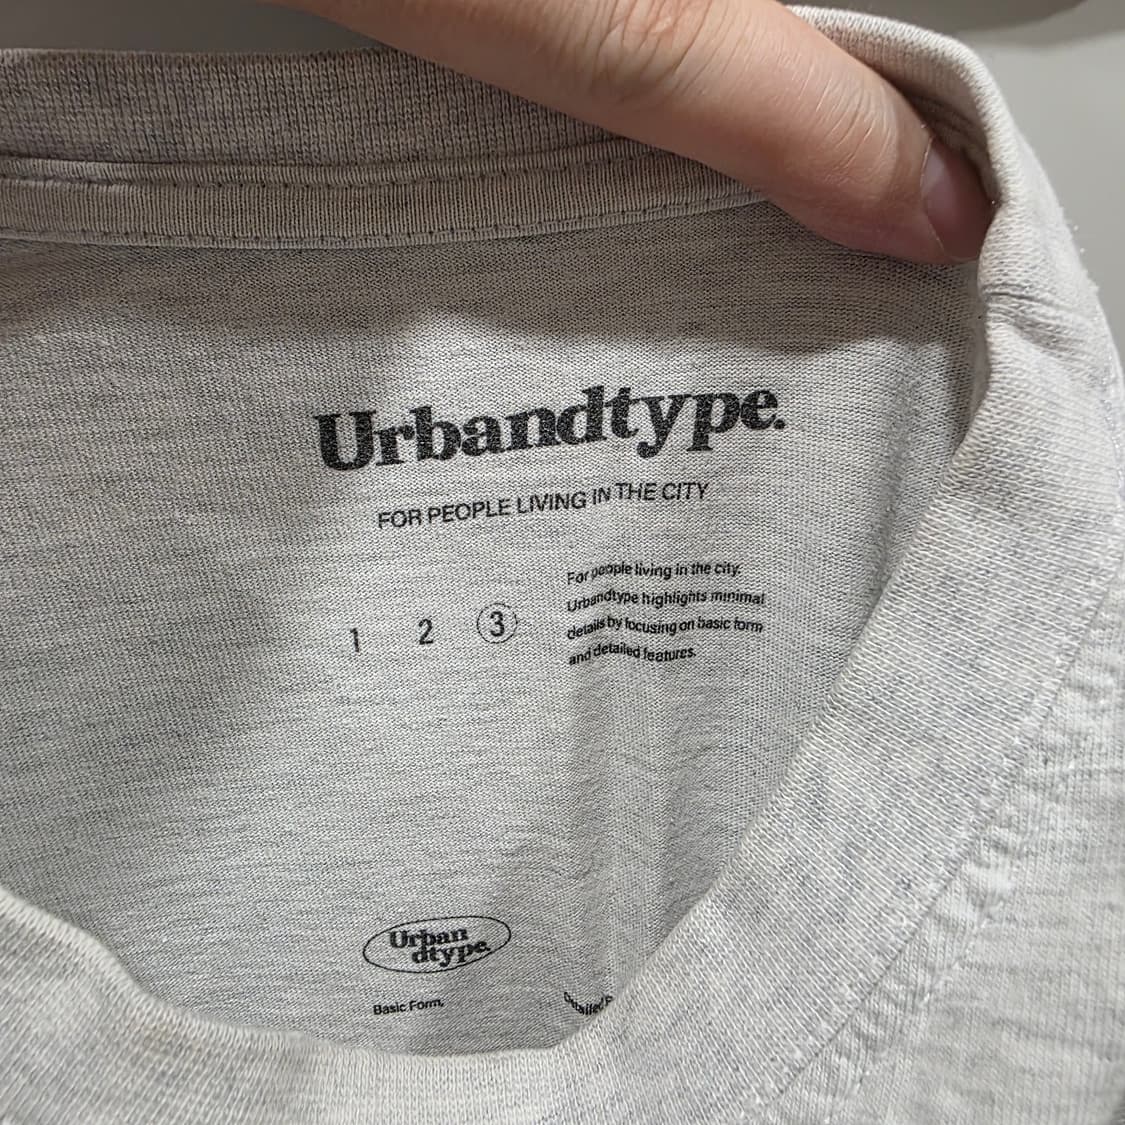 Urbandtype.
FOR PEOPLE LIVING IN THE CITY
1 2 3
For people living in the city.
Urbandtype highlights minimal
details by focusing on basic form
and detailed features.
Urban
dtype.
Basic Form,